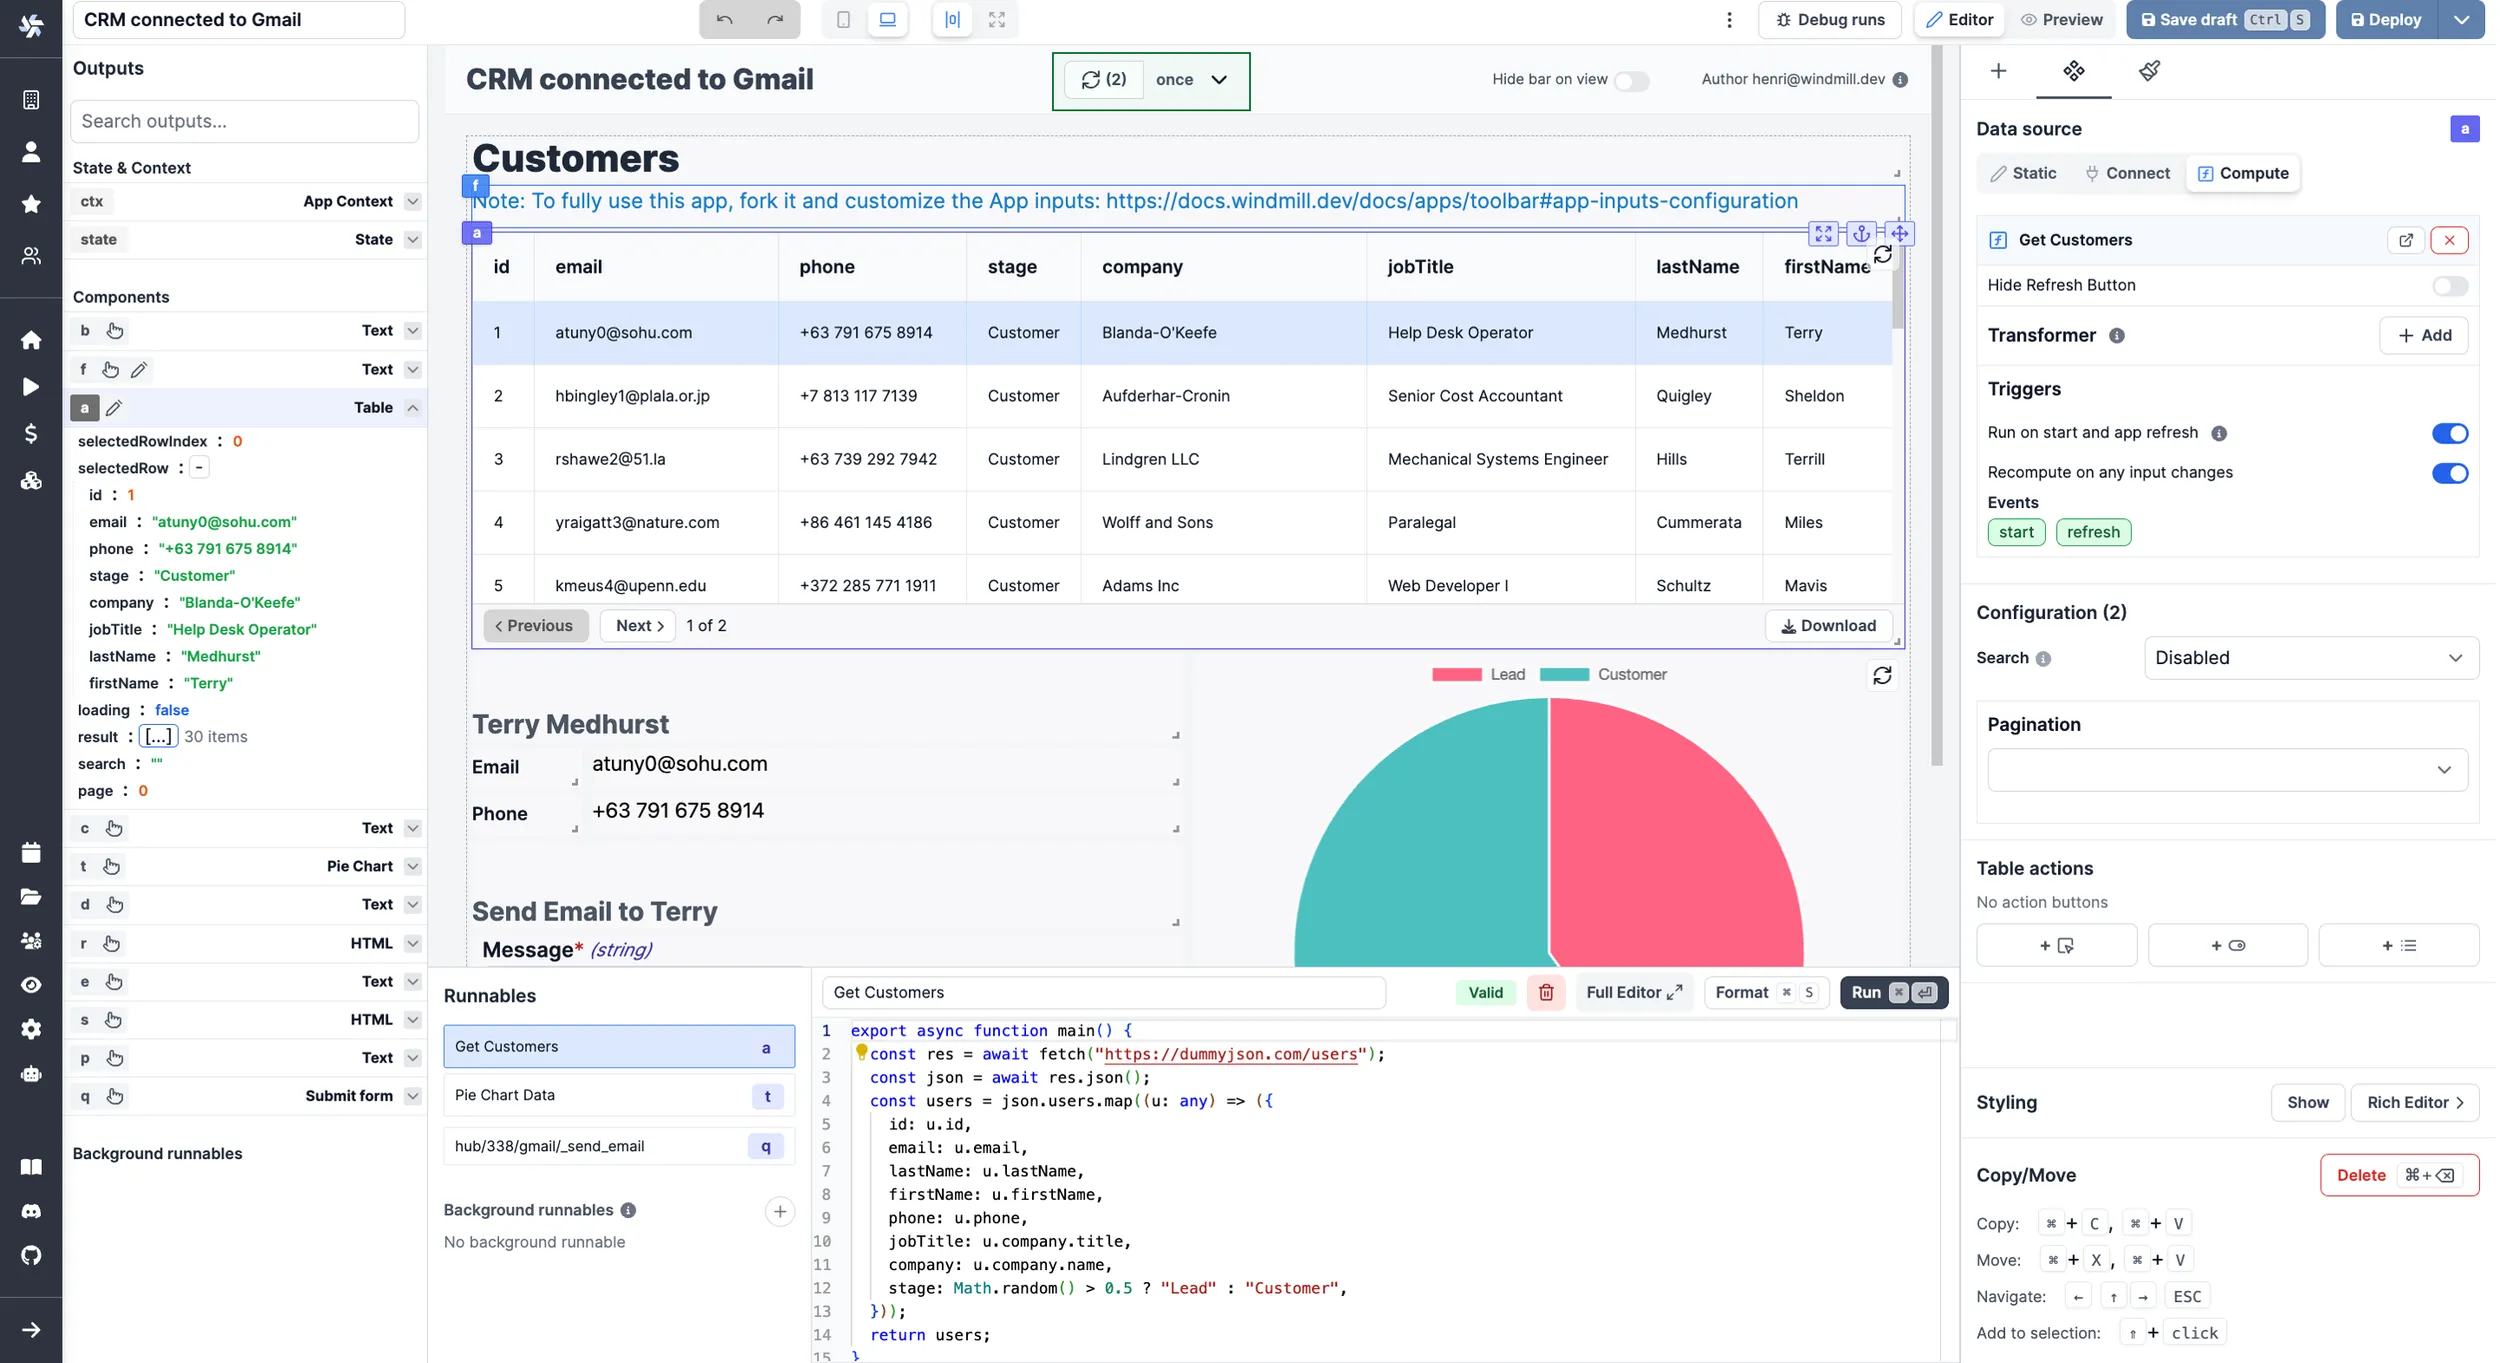 CRM connected to Gmail
Debug runs
Editor
Preview
Save draft Ctrl S
Deploy
Outputs
Search outputs...
State & Context
ctx App Context
state State
Components
b Text
f Text
a Table
selectedRowIndex : 0
selectedRow : -
id : 1
email : "atuny0@sohu.com"
phone : "+63 791 675 8914"
stage : "Customer"
company : "Blanda-O'Keefe"
jobTitle : "Help Desk Operator"
lastName : "Medhurst"
firstName : "Terry"
loading : false
result : [...] 30 items
search : ""
page : 0
c Text
t Pie Chart
d Text
r HTML
e Text
s HTML
p Text
q Submit form
Background runnables
CRM connected to Gmail
(2) once
Hide bar on view
Author henri@windmill.dev
Customers
f
Note: To fully use this app, fork it and customize the App inputs: https://docs.windmill.dev/docs/apps/toolbar#app-inputs-configuration
a
id email phone stage company jobTitle lastName firstName
1 atuny0@sohu.com +63 791 675 8914 Customer Blanda-O'Keefe Help Desk Operator Medhurst Terry
2 hbingley1@plala.or.jp +7 813 117 7139 Customer Aufderhar-Cronin Senior Cost Accountant Quigley Sheldon
3 rshawe2@51.la +63 739 292 7942 Customer Lindgren LLC Mechanical Systems Engineer Hills Terrill
4 yraigatt3@nature.com +86 461 145 4186 Customer Wolff and Sons Paralegal Cummerata Miles
5 kmeus4@upenn.edu +372 285 771 1911 Customer Adams Inc Web Developer I Schultz Mavis
Previous Next 1 of 2 Download
Lead Customer
Terry Medhurst
Email atuny0@sohu.com
Phone +63 791 675 8914
Send Email to Terry
Message* (string)
Runnables
Get Customers a
Pie Chart Data t
hub/338/gmail/_send_email q
Background runnables
No background runnable
Get Customers Valid Full Editor Format ⌘ S Run ⌘
1 export async function main() {
2 const res = await fetch("https://dummyjson.com/users");
3 const json = await res.json();
4 const users = json.users.map((u: any) => ({
5 id: u.id,
6 email: u.email,
7 lastName: u.lastName,
8 firstName: u.firstName,
9 phone: u.phone,
10 jobTitle: u.company.title,
11 company: u.company.name,
12 stage: Math.random() > 0.5 ? "Lead" : "Customer",
13 }));
14 return users;
15 }
Data source a
Static Connect Compute
Get Customers
Hide Refresh Button
Transformer + Add
Triggers
Run on start and app refresh
Recompute on any input changes
Events
start refresh
Configuration (2)
Search Disabled
Pagination
Table actions
No action buttons
+ + +
Styling Show Rich Editor
Copy/Move Delete ⌘+⌫
Copy: ⌘ + C , ⌘ + V
Move: ⌘ + X , ⌘ + V
Navigate: ← ↑ → ESC
Add to selection: ⇑ + click